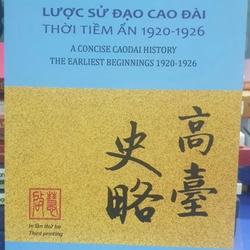 LƯỢC SỬ ĐẠO CAO ĐÀI
THỜI TIỀM ẨN 1920-1926
A CONCISE CAODAI HISTORY
THE EARLIEST BEGINNINGS 1920-1926
高臺
史略
In lần thứ ba
Third printing